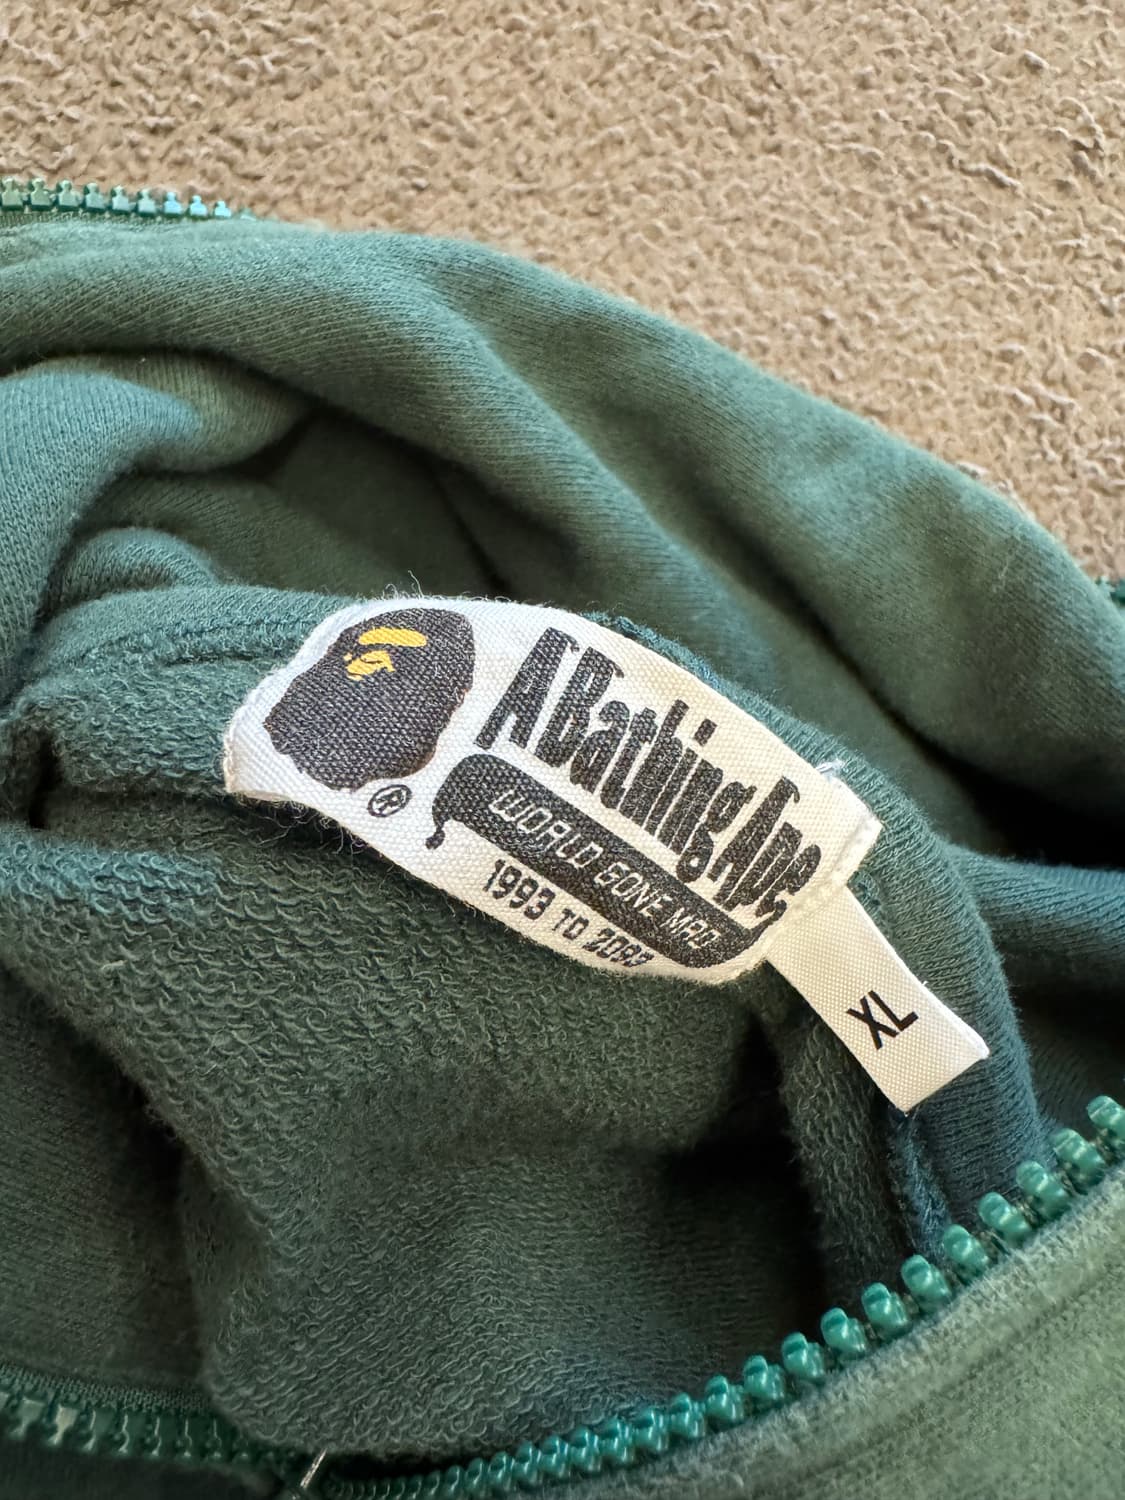 A Bathing Ape
®
WORLD GONE MAD
1993 TO 2093
XL